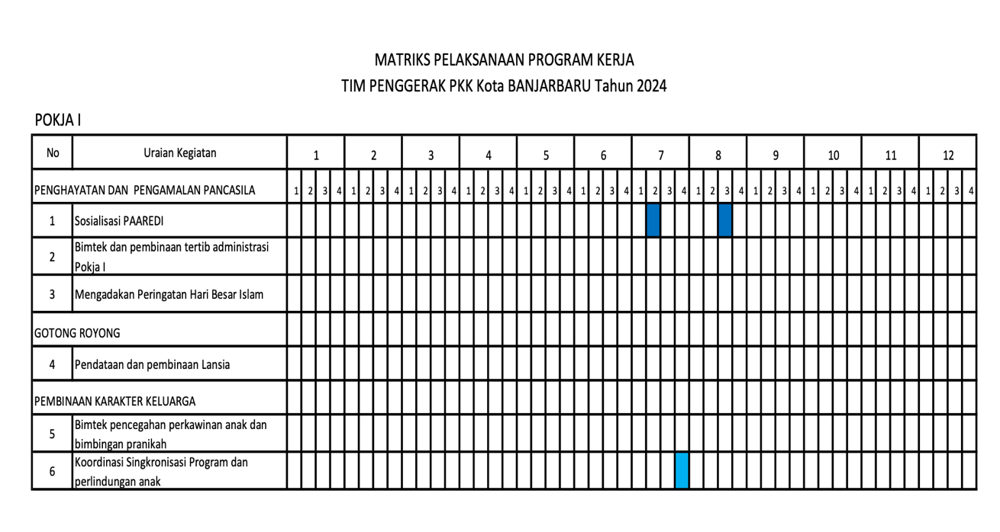 MATRIKS PELAKSANAAN PROGRAM KERJA
TIM PENGGERAK PKK Kota BANJARBARU Tahun 2024
POKJA I
No Uraian Kegiatan 1 2 3 4 5 6 7 8 9 10 11 12
PENGHAYATAN DAN PENGAMALAN PANCASILA 1 2 3 4 1 2 3 4 1 2 3 4 1 2 3 4 1 2 3 4 1 2 3 4 1 2 3 4 1 2 3 4 1 2 3 4 1 2 3 4 1 2 3 4 1 2 3 4
1 Sosialisasi PAAREDI
2 Bimtek dan pembinaan tertib administrasi
Pokja I
3 Mengadakan Peringatan Hari Besar Islam
GOTONG ROYONG
4 Pendataan dan pembinaan Lansia
PEMBINAAN KARAKTER KELUARGA
5 Bimtek pencegahan perkawinan anak dan
bimbingan pranikah
6 Koordinasi Singkronisasi Program dan
perlindungan anak